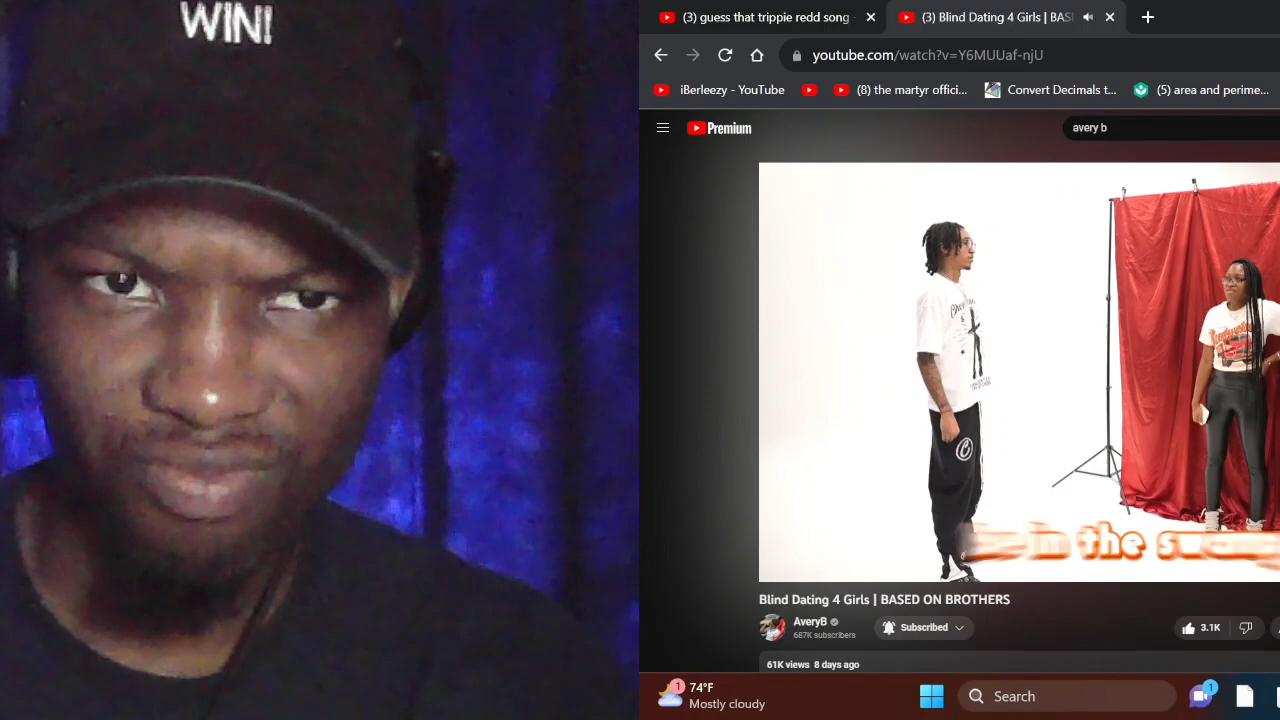 WIN!
(3) guess that trippie redd song -
(3) Blind Dating 4 Girls | BAS
youtube.com/watch?v=Y6MUUaf-njU
iBerleezy - YouTube
(8) the martyr offici...
Convert Decimals t...
(5) area and perime...
Premium
avery b
in the
Blind Dating 4 Girls | BASED ON BROTHERS
AveryB
687K subscribers
Subscribed
3.1K
61K views 8 days ago
1
74°F
Mostly cloudy
Search
1